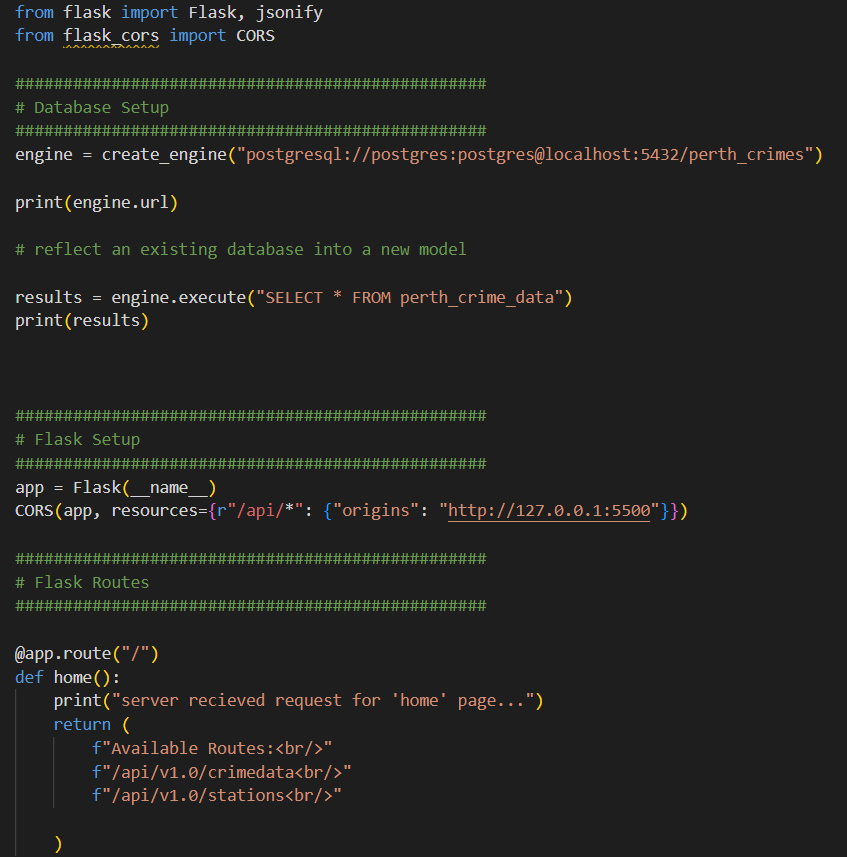 from flask import Flask, jsonify
from flask_cors import CORS
#################################################
# Database Setup
#################################################
engine = create_engine("postgresql://postgres:postgres@localhost:5432/perth_crimes")
print(engine.url)
# reflect an existing database into a new model
results = engine.execute("SELECT * FROM perth_crime_data")
print(results)
#################################################
# Flask Setup
#################################################
app = Flask(__name__)
CORS(app, resources={r"/api/*": {"origins": "http://127.0.0.1:5500"}})
#################################################
# Flask Routes
#################################################
@app.route("/")
def home():
    print("server recieved request for 'home' page...")
    return (
        f"Available Routes:<br/>"
        f"/api/v1.0/crimedata<br/>"
        f"/api/v1.0/stations<br/>"
    )